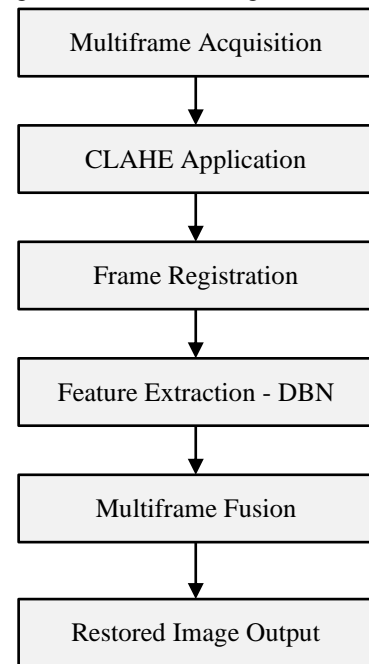 Multiframe Acquisition
CLAHE Application
Frame Registration
Feature Extraction - DBN
Multiframe Fusion
Restored Image Output